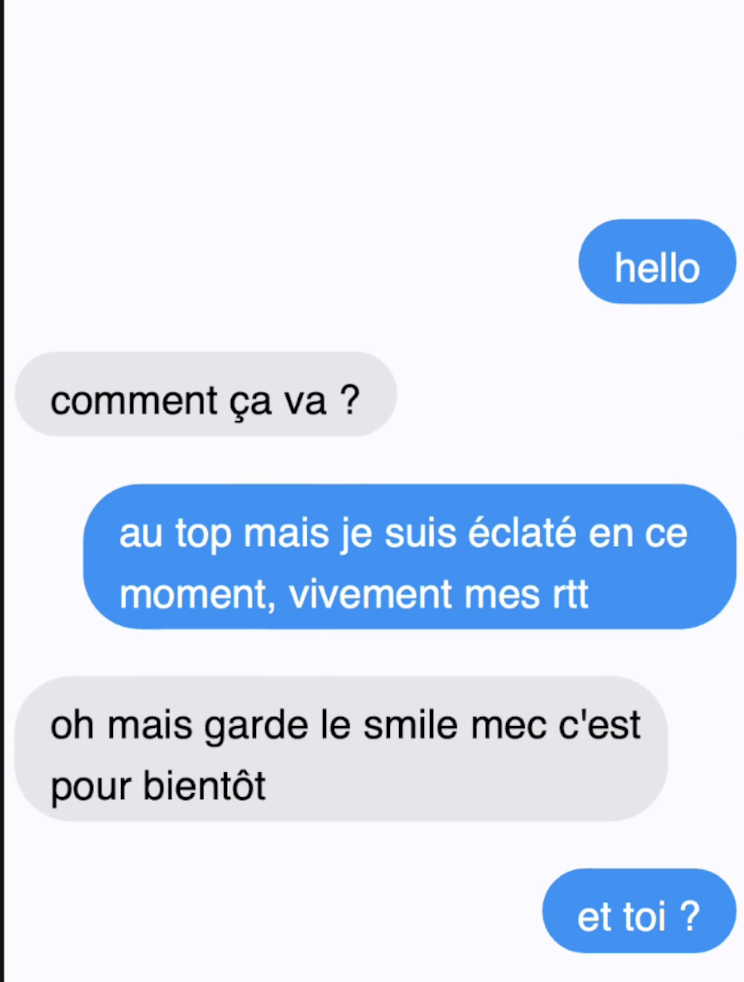 hello
comment ça va ?
au top mais je suis éclaté en ce
moment, vivement mes rtt
oh mais garde le smile mec c'est
pour bientôt
et toi ?